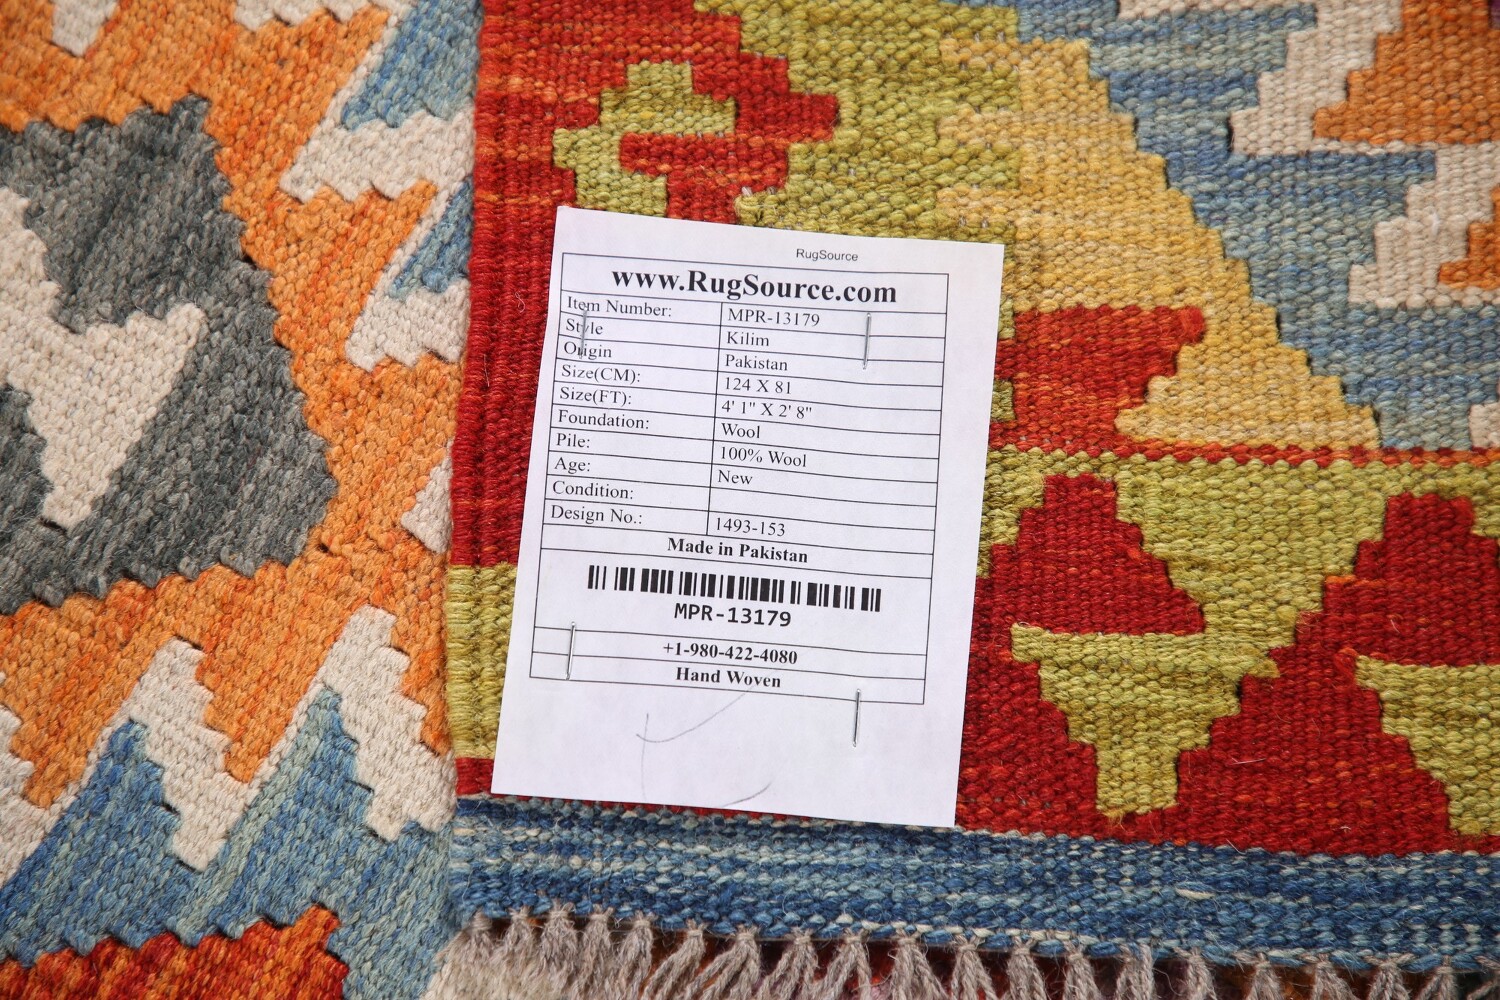 RugSource
www.RugSource.com
Item Number: MPR-13179
Style Kilim
Origin Pakistan
Size(CM): 124 X 81
Size(FT): 4' 1" X 2' 8"
Foundation: Wool
Pile: 100% Wool
Age: New
Condition:
Design No.: 1493-153
Made in Pakistan
MPR-13179
+1-980-422-4080
Hand Woven